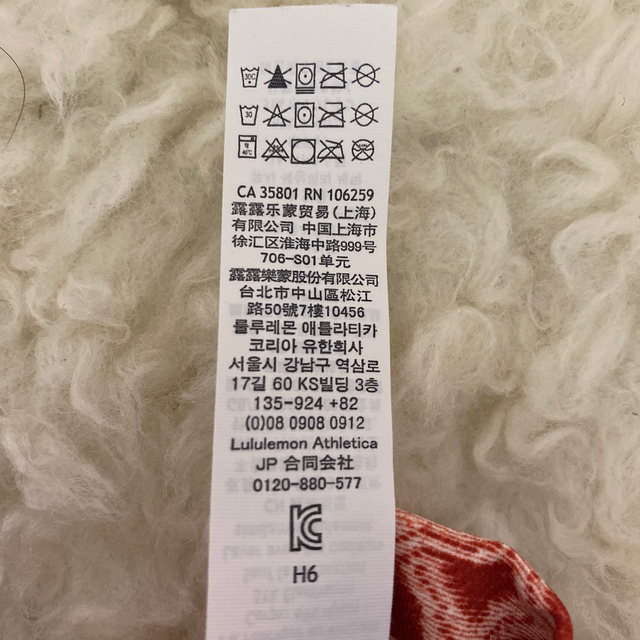 30°C
30
약 40℃
CA 35801 RN 106259
露露乐蒙贸易(上海)
有限公司 中国上海市
徐汇区淮海中路999号
706-S01单元
露露樂蒙股份有限公司
台北市中山區松江
路50號7樓10456
룰루레몬 애틀라티카
코리아 유한회사
서울시 강남구 역삼로
17길 60 KS빌딩 3층
135-924 +82
(0)08 0908 0912
Lululemon Athletica
JP 合同会社
0120-880-577
KC
H6